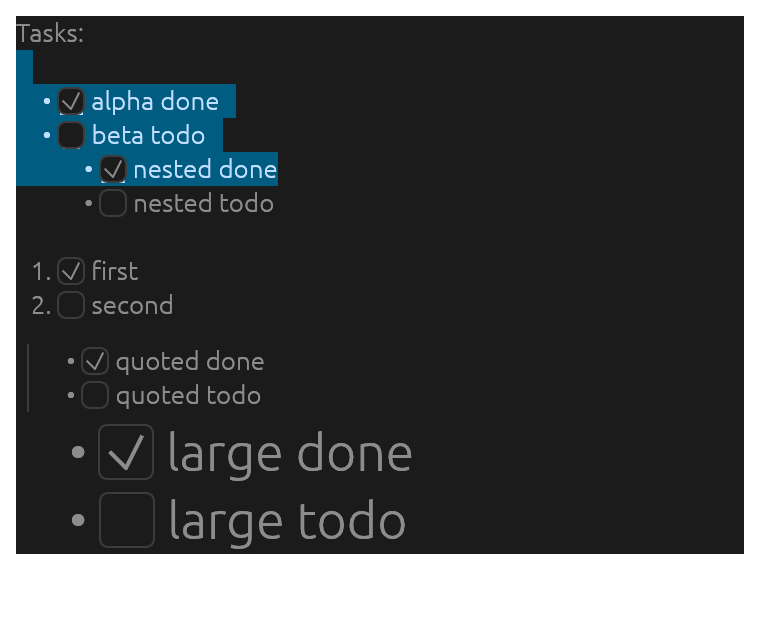 Tasks:
• alpha done
• beta todo
• nested done
• nested todo
1. first
2. second
• quoted done
• quoted todo
• large done
• large todo